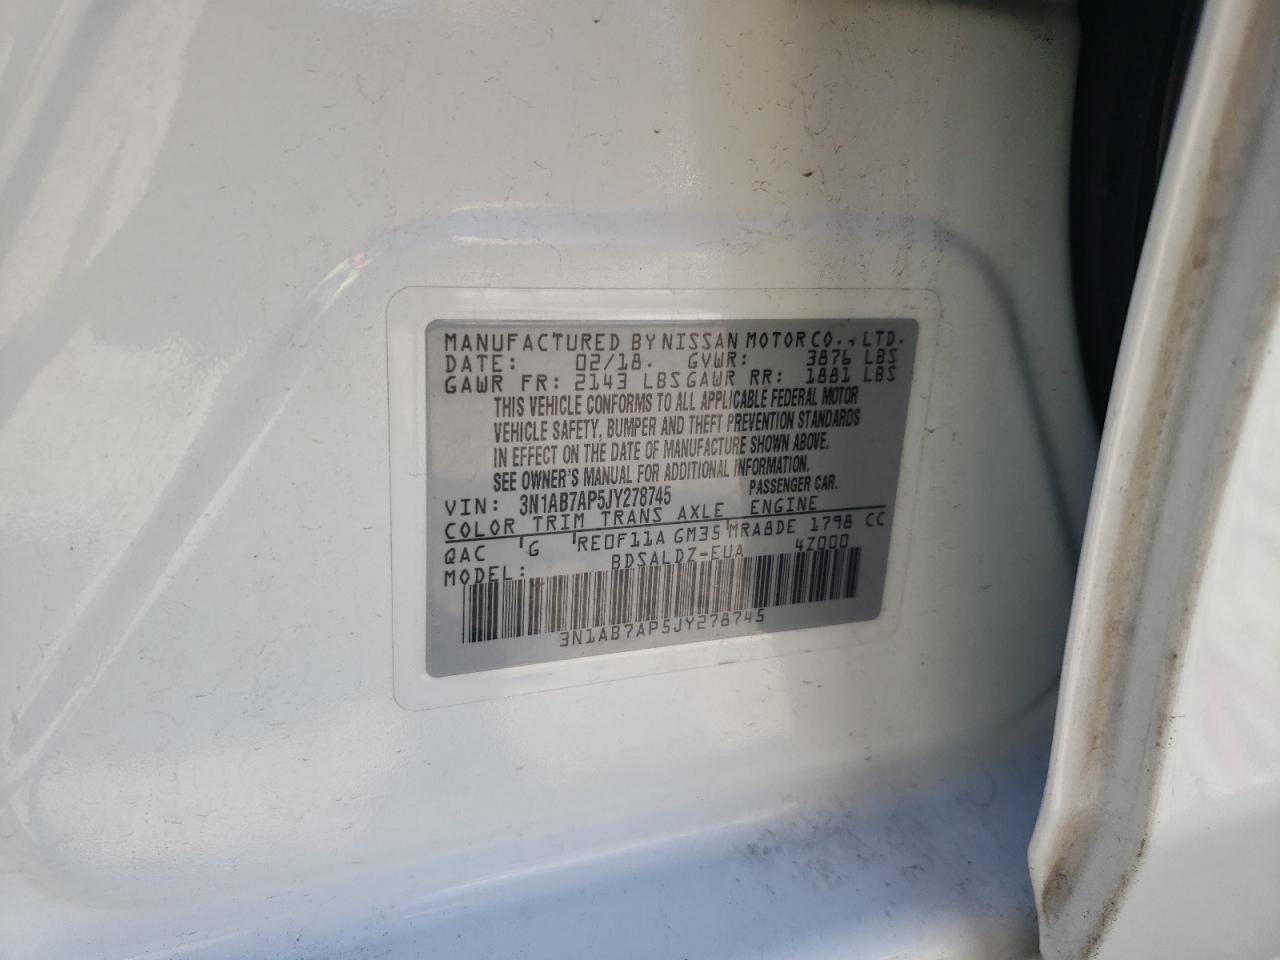 MANUFACTURED BY NISSAN MOTOR CO., LTD.
DATE: 02/18. GVWR: 3876 LBS
GAWR FR: 2143 LBS GAWR RR: 1881 LBS
THIS VEHICLE CONFORMS TO ALL APPLICABLE FEDERAL MOTOR
VEHICLE SAFETY, BUMPER AND THEFT PREVENTION STANDARDS
IN EFFECT ON THE DATE OF MANUFACTURE SHOWN ABOVE.
SEE OWNER'S MANUAL FOR ADDITIONAL INFORMATION.
VIN: 3N1AB7AP5JY278745 PASSENGER CAR.
COLOR TRIM TRANS AXLE ENGINE
QAC G RE0F11A GM35 MRA8DE 1798 CC
MODEL: BDSALDZ-EUA 4Z000
3N1AB7AP5JY278745